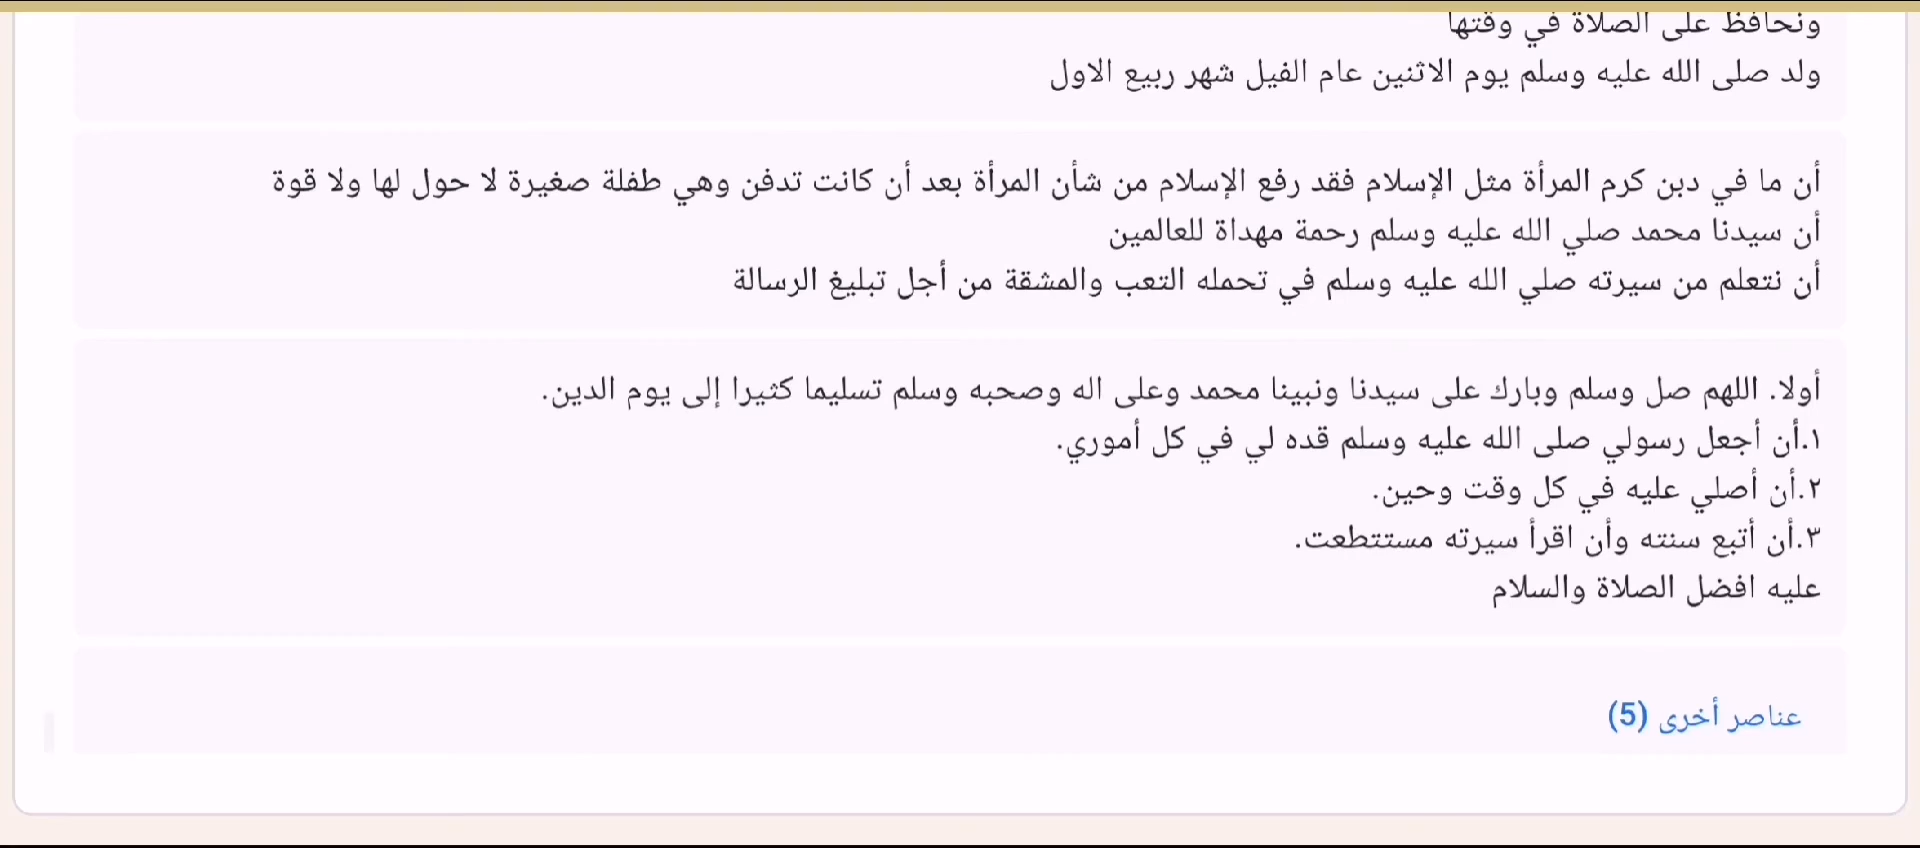 ونحافظ على الصلاة في وقتها
ولد صلى الله عليه وسلم يوم الاثنين عام الفيل شهر ربيع الاول
أن ما في دبن كرم المرأة مثل الإسلام فقد رفع الإسلام من شأن المرأة بعد أن كانت تدفن وهي طفلة صغيرة لا حول لها ولا قوة
أن سيدنا محمد صلي الله عليه وسلم رحمة مهداة للعالمين
أن نتعلم من سيرته صلي الله عليه وسلم في تحمله التعب والمشقة من أجل تبليغ الرسالة
أولا. اللهم صل وسلم وبارك على سيدنا ونبينا محمد وعلى اله وصحبه وسلم تسليما كثيرا إلى يوم الدين.
١.أن أجعل رسولي صلى الله عليه وسلم قده لي في كل أموري.
٢.أن أصلي عليه في كل وقت وحين.
٣.أن أتبع سنته وأن اقرأ سيرته مستتطعت.
عليه افضل الصلاة والسلام
عناصر أخرى (5)